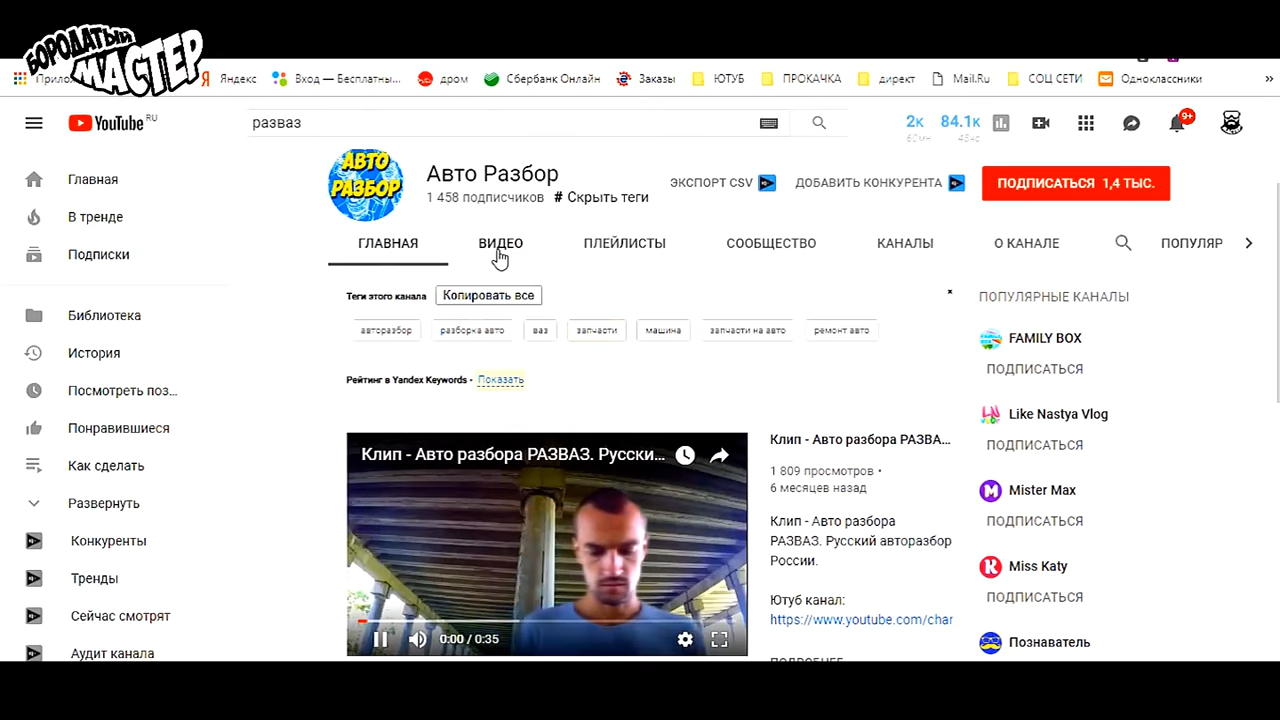 БОРОДАТЫЙ
МАСТЕР
Яндекс
Вход — Бесплатны...
дром
Сбербанк Онлайн
Заказы
ЮТУБ
ПРОКАЧКА
директ
Mail.Ru
СОЦ СЕТИ
Одноклассники
»
YouTube RU
разваз
2к
60мн
84.1к
48чс
9+
Главная
В тренде
Подписки
Библиотека
История
Посмотреть поз...
Понравившиеся
Как сделать
Развернуть
Конкуренты
Тренды
Сейчас смотрят
Аудит канала
АВТО
РАЗБОР
Авто Разбор
1 458 подписчиков # Скрыть теги
ЭКСПОРТ CSV
ДОБАВИТЬ КОНКУРЕНТА
ПОДПИСАТЬСЯ 1,4 ТЫС.
ГЛАВНАЯ
ВИДЕО
ПЛЕЙЛИСТЫ
СООБЩЕСТВО
КАНАЛЫ
О КАНАЛЕ
ПОПУЛЯР
Теги этого канала
Копировать все
авторазбор
разборка авто
ваз
запчасти
машина
запчасти на авто
ремонт авто
Рейтинг в Yandex Keywords - Показать
Клип - Авто разбора РАЗВАЗ. Русски...
0:00 / 0:35
Клип - Авто разбора РАЗВА...
1 809 просмотров •
6 месяцев назад
Клип - Авто разбора
РАЗВАЗ. Русский авторазбор
России.
Ютуб канал:
https://www.youtube.com/char
ПОПУЛЯРНЫЕ КАНАЛЫ
FAMILY BOX
ПОДПИСАТЬСЯ
Like Nastya Vlog
ПОДПИСАТЬСЯ
Mister Max
ПОДПИСАТЬСЯ
Miss Katy
ПОДПИСАТЬСЯ
Познаватель